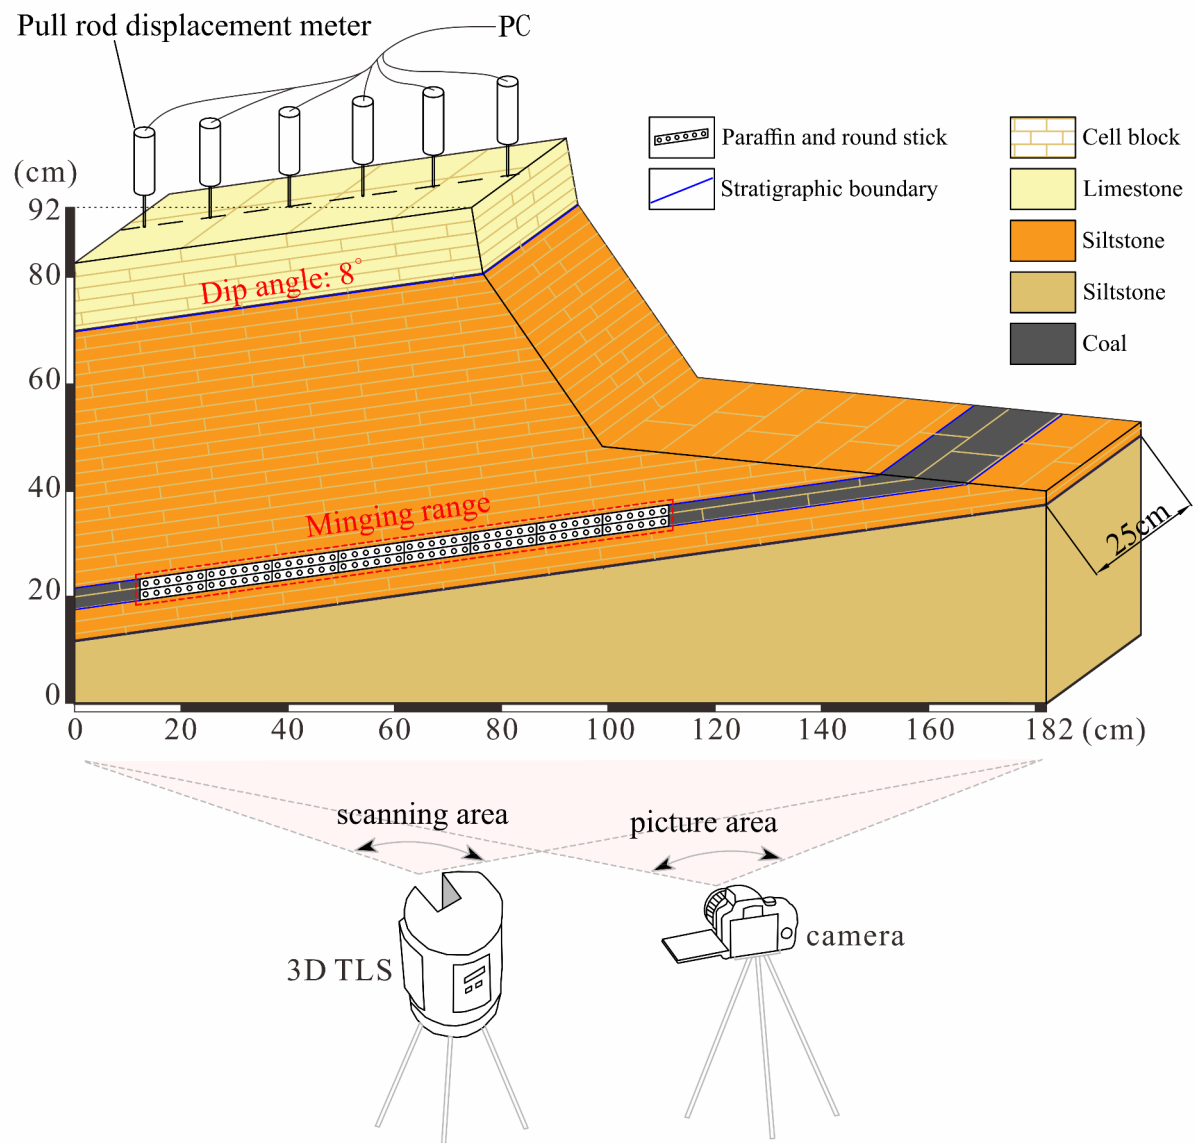 Pull rod displacement meter
PC
(cm)
92
80
60
40
20
0
Paraffin and round stick
Stratigraphic boundary
Cell block
Limestone
Siltstone
Siltstone
Coal
Dip angle: 8°
Minging range
25cm
0 20 40 60 80 100 120 140 160 182 (cm)
scanning area
picture area
3D TLS
camera